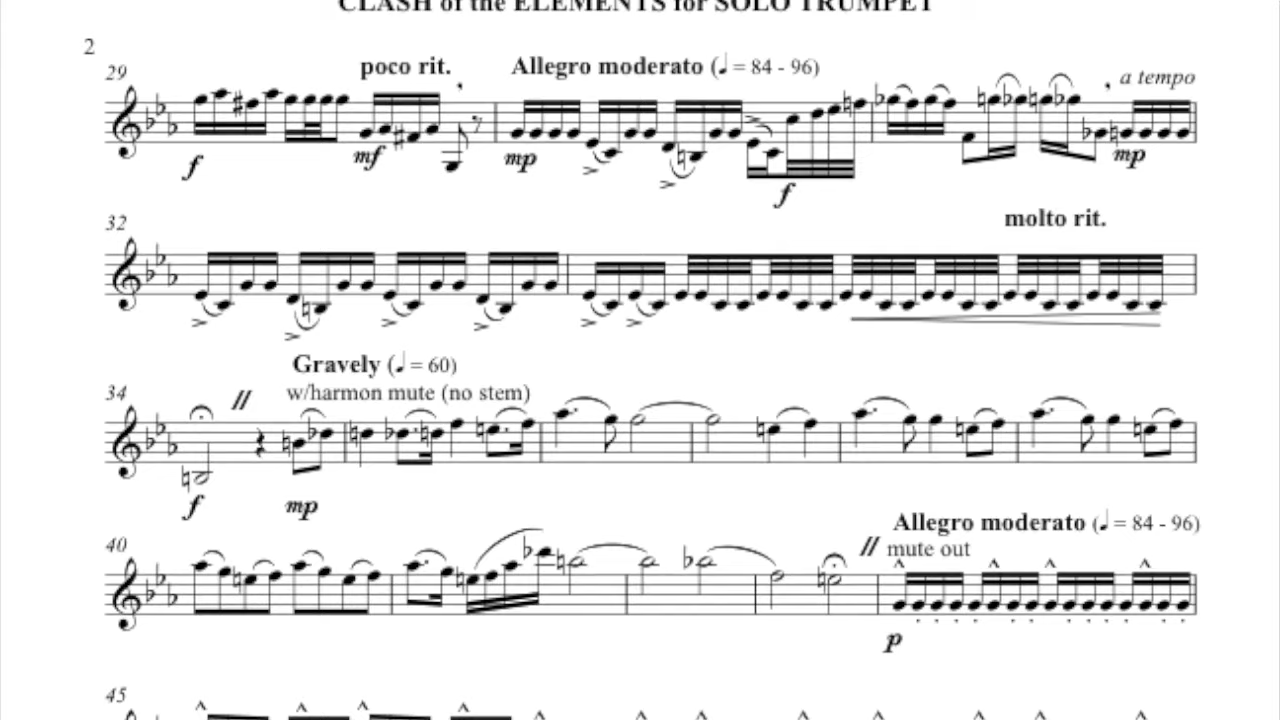 CLASH of the ELEMENTS for SOLO TRUMPET
2
29
poco rit.
Allegro moderato (♩ = 84 - 96)
a tempo
f
mf
mp
f
mp
32
molto rit.
34
Gravely (♩ = 60)
w/harmon mute (no stem)
f
mp
40
Allegro moderato (♩ = 84 - 96)
mute out
p
45